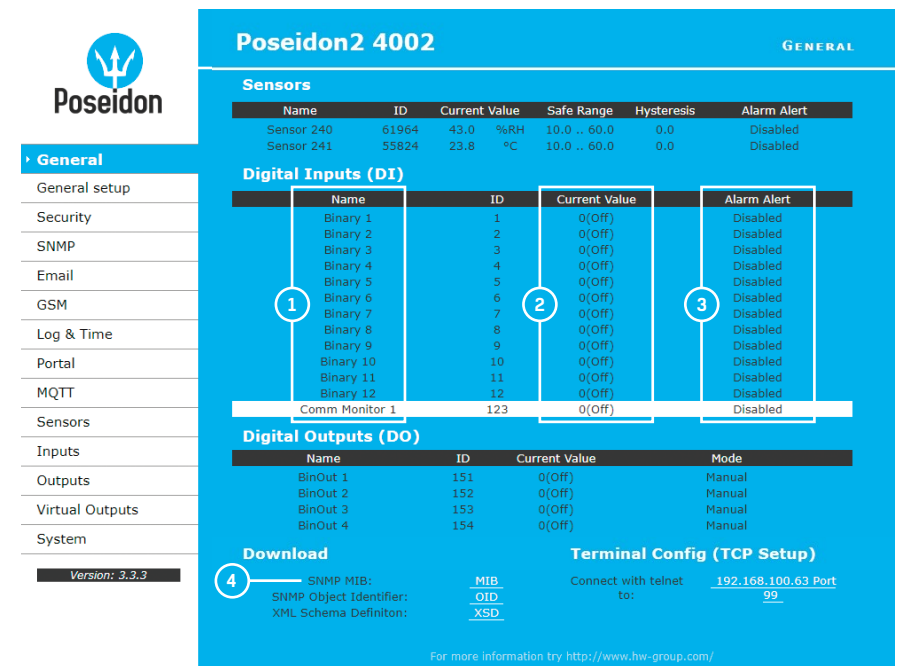 Poseidon
Poseidon2 4002 GENERAL
Sensors
Name ID Current Value Safe Range Hysteresis Alarm Alert
Sensor 240 61964 43.0 %RH 10.0 .. 60.0 0.0 Disabled
Sensor 241 55824 23.8 ºC 10.0 .. 60.0 0.0 Disabled
General
General setup
Security
SNMP
Email
GSM
Log & Time
Portal
MQTT
Sensors
Inputs
Outputs
Virtual Outputs
System
Version: 3.3.3
Digital Inputs (DI)
Name ID Current Value Alarm Alert
Binary 1 1 0(Off) Disabled
Binary 2 2 0(Off) Disabled
Binary 3 3 0(Off) Disabled
Binary 4 4 0(Off) Disabled
Binary 5 5 0(Off) Disabled
Binary 6 6 0(Off) Disabled
Binary 7 7 0(Off) Disabled
Binary 8 8 0(Off) Disabled
Binary 9 9 0(Off) Disabled
Binary 10 10 0(Off) Disabled
Binary 11 11 0(Off) Disabled
Binary 12 12 0(Off) Disabled
Comm Monitor 1 123 0(Off) Disabled
1 2 3
Digital Outputs (DO)
Name ID Current Value Mode
BinOut 1 151 0(Off) Manual
BinOut 2 152 0(Off) Manual
BinOut 3 153 0(Off) Manual
BinOut 4 154 0(Off) Manual
Download
4 SNMP MIB: MIB
SNMP Object Identifier: OID
XML Schema Definiton: XSD
Terminal Config (TCP Setup)
Connect with telnet 192.168.100.63 Port
to: 99
For more information try http://www.hw-group.com/